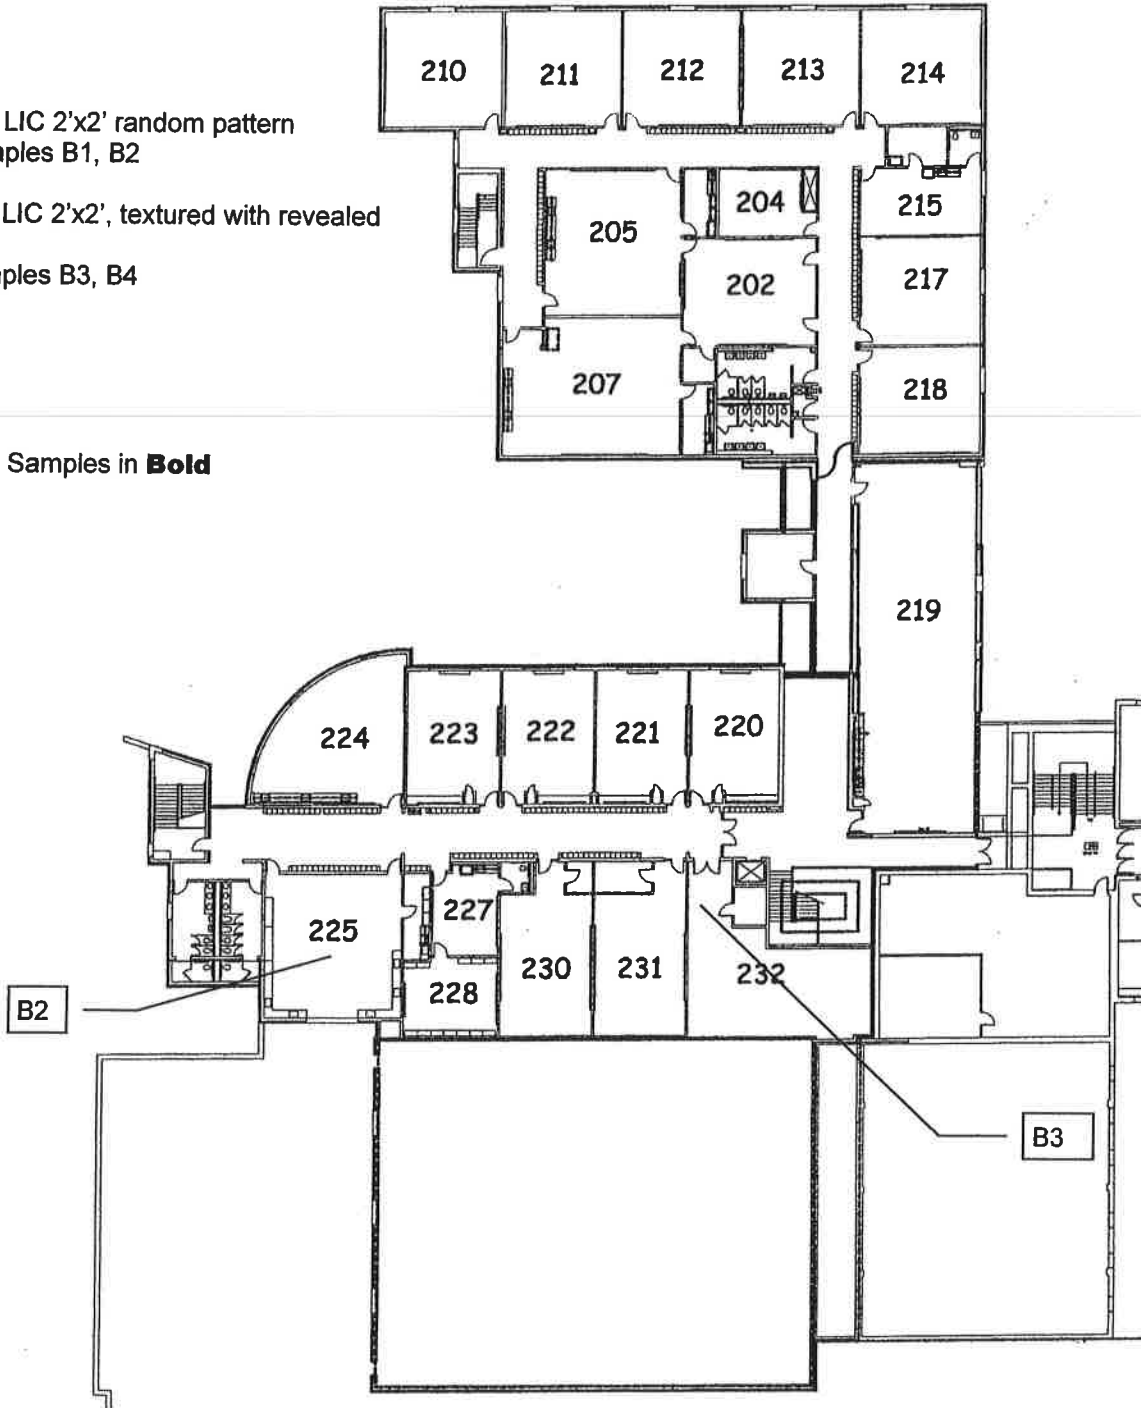 210 211 212 213 214
LIC 2'x2' random pattern
ples B1, B2
LIC 2'x2', textured with revealed
204
215
205
ples B3, B4
202
217
207
218
Samples in Bold
219
224 223 222 221 220
227
225
230 231 232
228
B2
B3